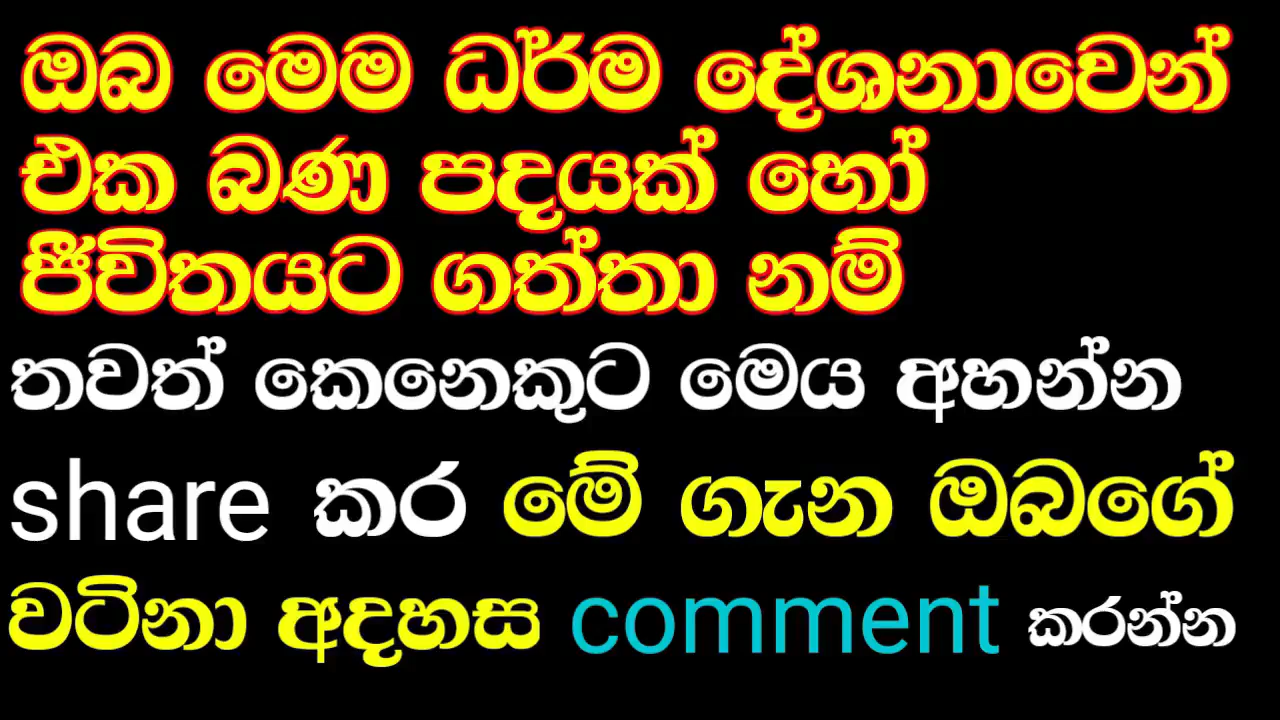 ඔබ මෙම ධර්ම දේශනාවෙන්
එක බණ පදයක් හෝ
ජීවිතයට ගත්තා නම්
තවත් කෙනෙකුට මෙය අහන්න
share කර මේ ගැන ඔබගේ
වටිනා අදහස comment කරන්න